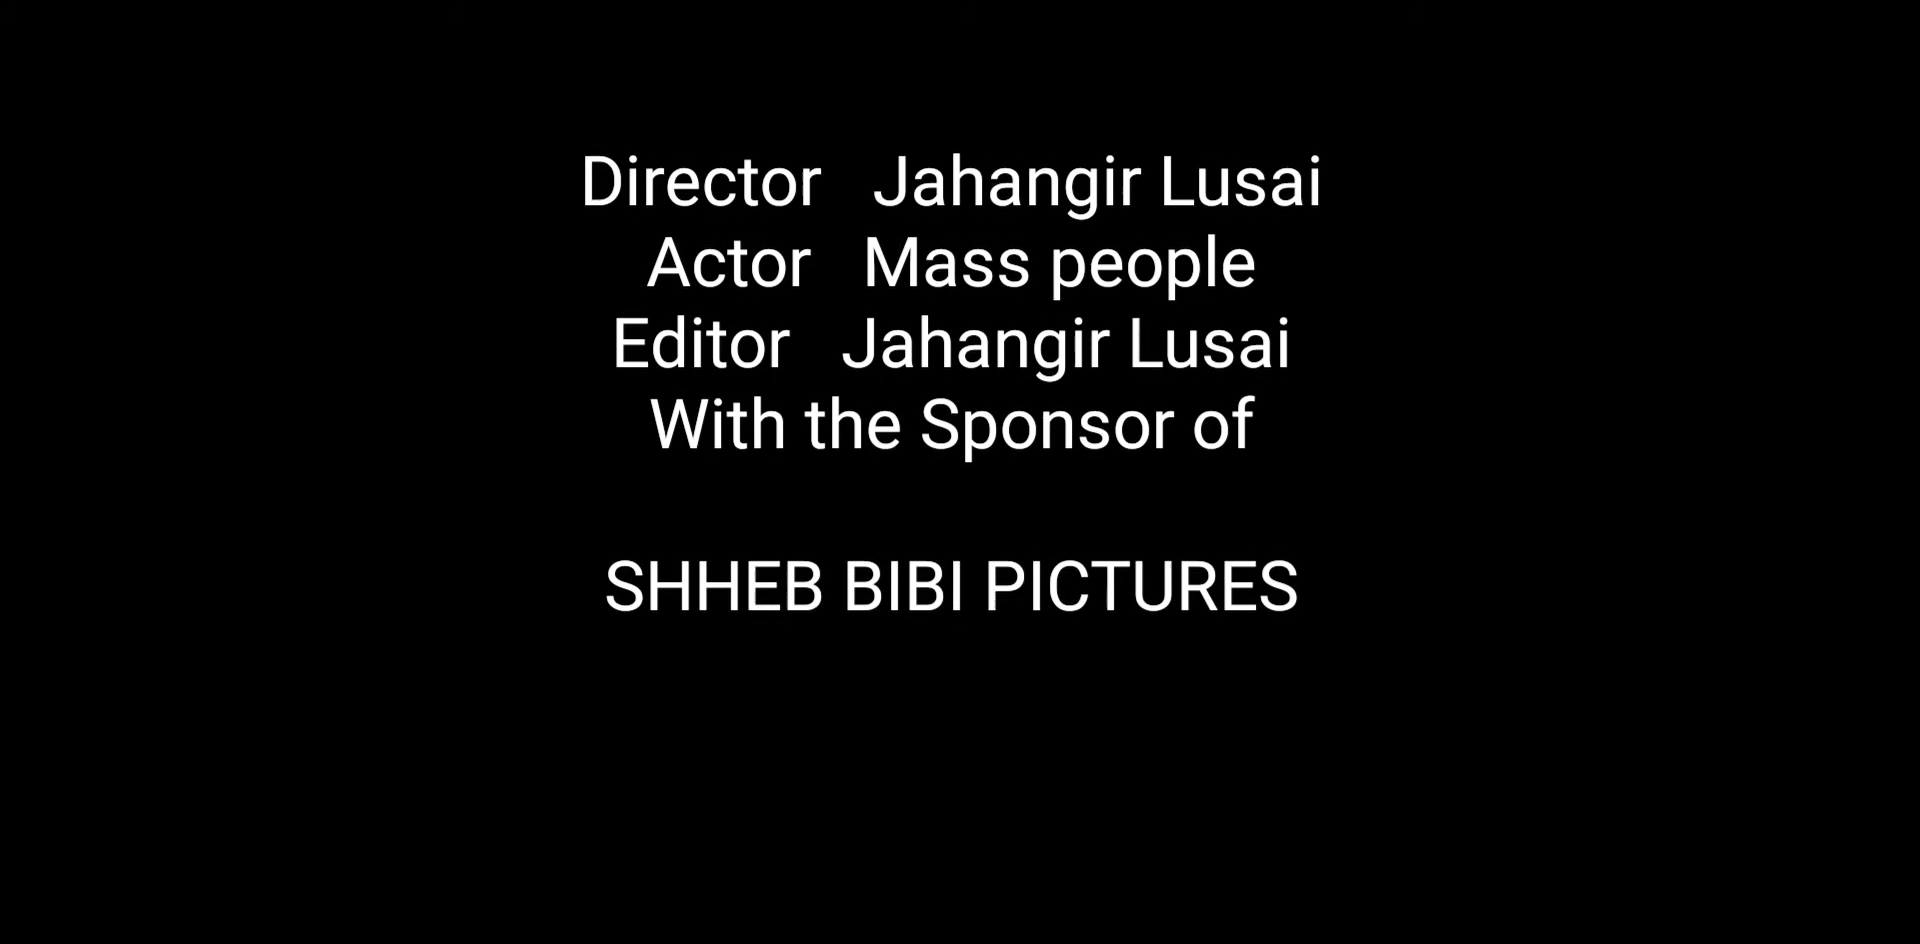 Director Jahangir Lusai
Actor Mass people
Editor Jahangir Lusai
With the Sponsor of
SHHEB BIBI PICTURES